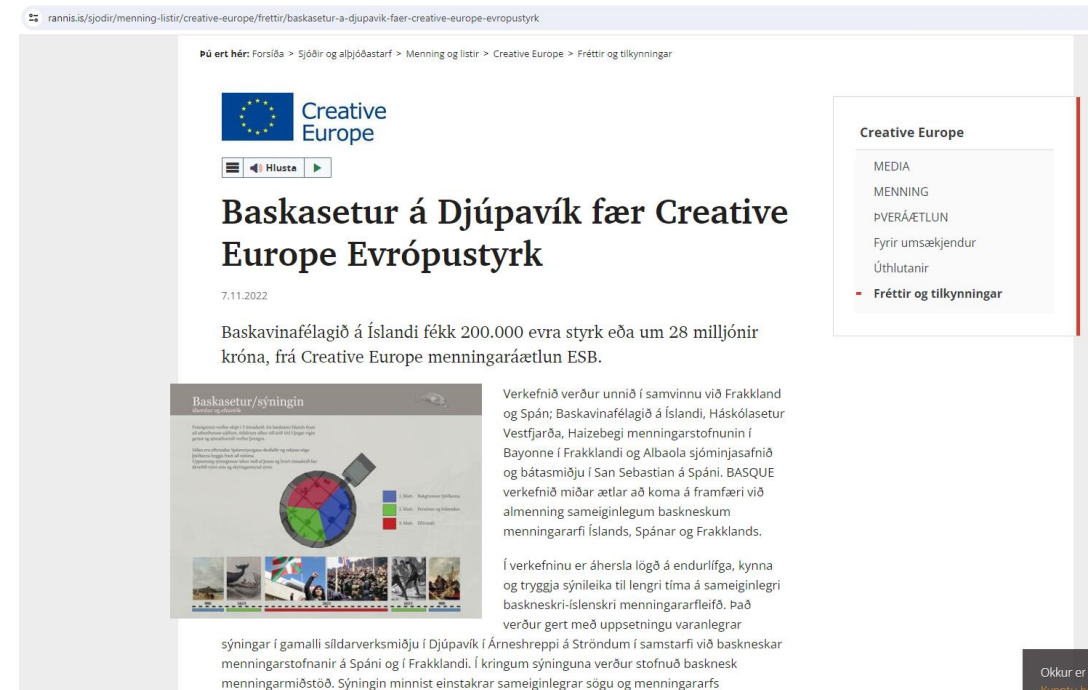 rannis.is/sjodir/menning-listir/creative-europe/frettir/baskasetur-a-djupavik-faer-creative-europe-evropustyrk
Þú ert hér: Forsíða > Sjóðir og alþjóðastarf > Menning og listir > Creative Europe > Fréttir og tilkynningar
Creative
Europe
Hlusta
Baskasetur á Djúpavík fær Creative
Europe Evrópustyrk
7.11.2022
Baskavinafélagið á Íslandi fékk 200.000 evra styrk eða um 28 milljónir
króna, frá Creative Europe menningaráætlun ESB.
Baskasetur/sýningin
Verkefnið verður unnið í samvinnu við Frakkland
og Spán; Baskavinafélagið á Íslandi, Háskólasetur
Vestfjarða, Haizebegi menningarstofnunin í
Bayonne í Frakklandi og Albaola sjóminjasafnið
og bátasmiðju í San Sebastian á Spáni. BASQUE
verkefnið miðar ætlar að koma á framfæri við
almenning sameiginlegum baskneskum
menningararfi Íslands, Spánar og Frakklands.
Í verkefninu er áhersla lögð á endurlífga, kynna
og tryggja sýnileika til lengri tíma á sameiginlegri
baskneskri-íslenskri menningararfleifð. Það
verður gert með uppsetningu varanlegrar
sýningar í gamalli síldarverksmiðju í Djúpavík í Árneshreppi á Ströndum í samstarfi við baskneskar
menningarstofnanir á Spáni og í Frakklandi. Í kringum sýninguna verður stofnuð basknesk
menningarmiðstöð. Sýningin minnist einstakrar sameiginlegrar sögu og menningararfs
Creative Europe
MEDIA
MENNING
ÞVERÁÆTLUN
Fyrir umsækjendur
Úthlutanir
Fréttir og tilkynningar
Okkur er